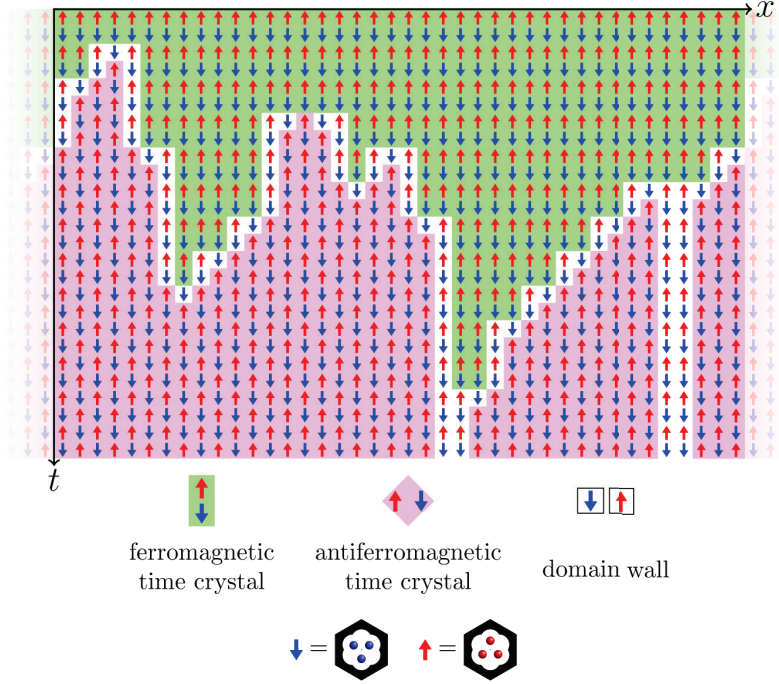 x
t
ferromagnetic
time crystal
antiferromagnetic
time crystal
domain wall
=
=